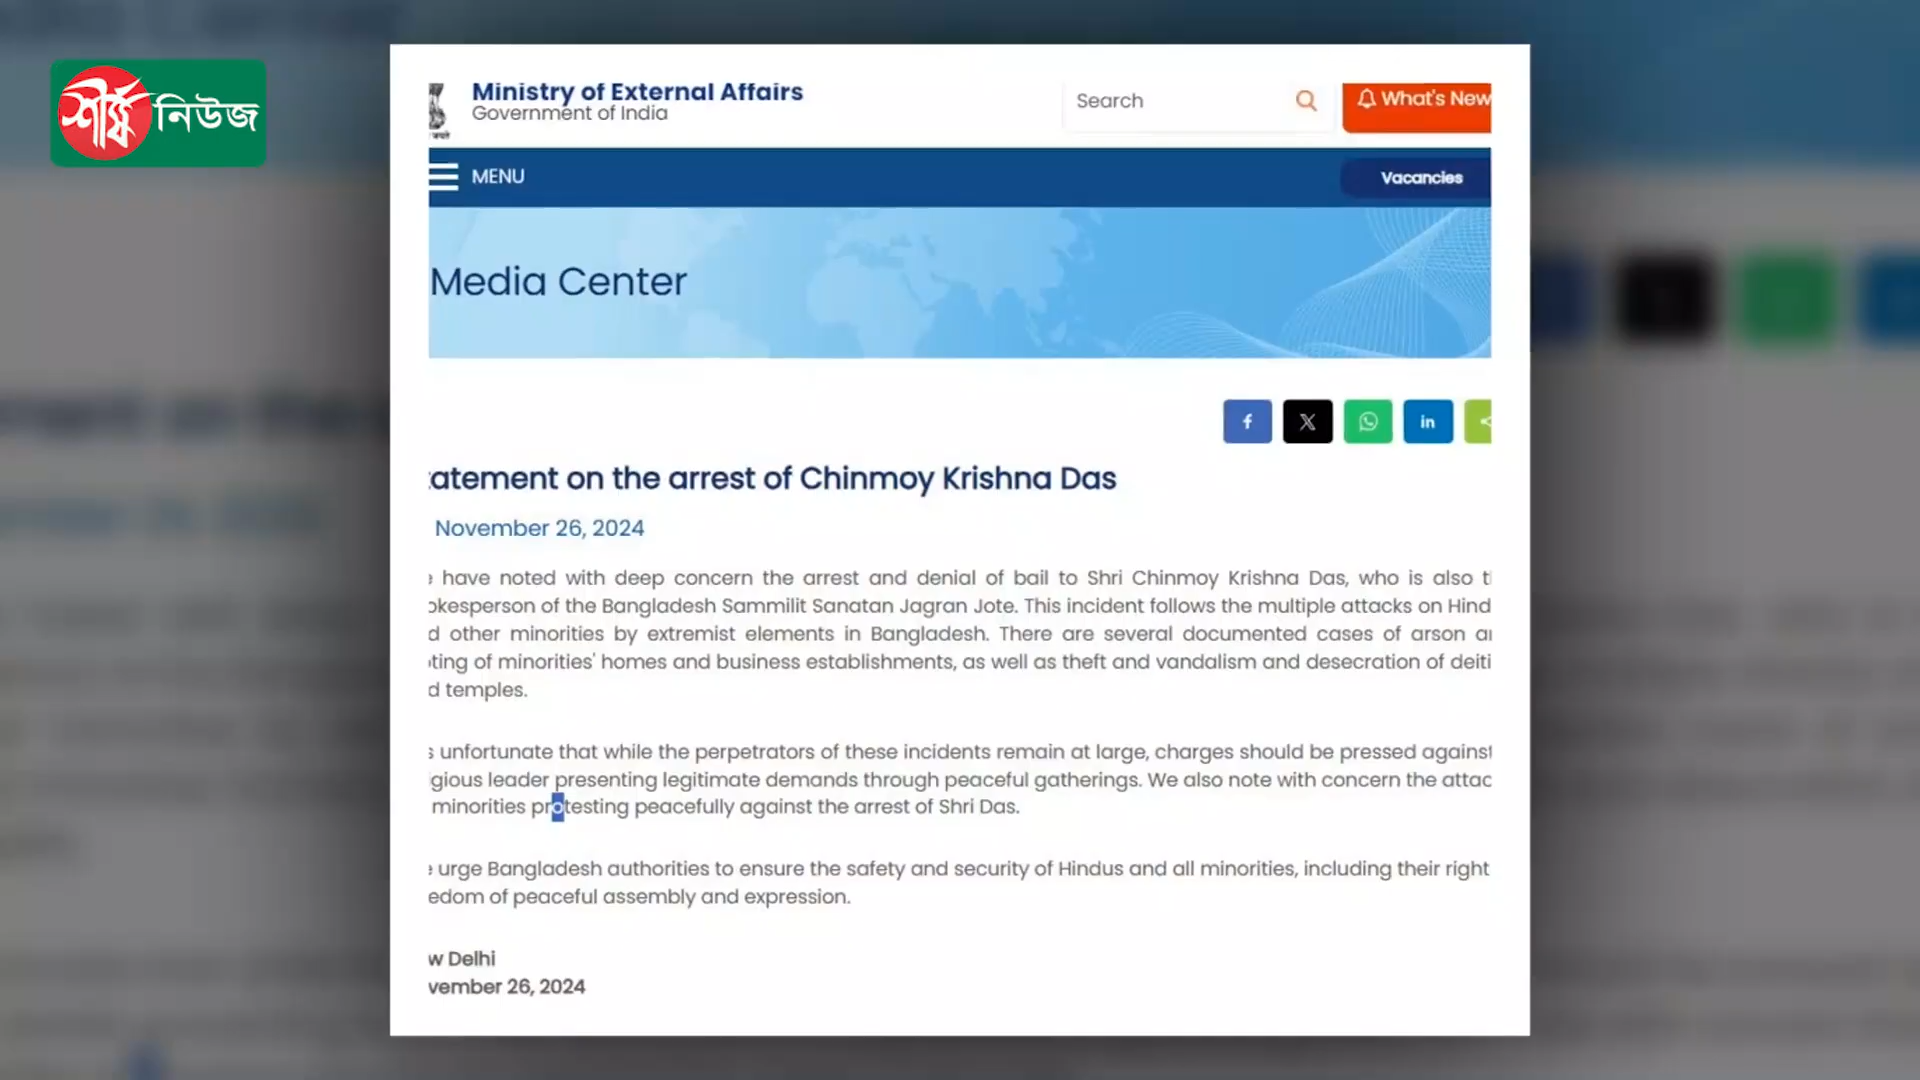 শীর্ষ নিউজ
Ministry of External Affairs
Government of India
Search
What's New
MENU
Vacancies
Media Center
atement on the arrest of Chinmoy Krishna Das
November 26, 2024
have noted with deep concern the arrest and denial of bail to Shri Chinmoy Krishna Das, who is also t
okesperson of the Bangladesh Sammilit Sanatan Jagran Jote. This incident follows the multiple attacks on Hind
d other minorities by extremist elements in Bangladesh. There are several documented cases of arson a
ting of minorities' homes and business establishments, as well as theft and vandalism and desecration of deiti
d temples.
s unfortunate that while the perpetrators of these incidents remain at large, charges should be pressed against
gious leader presenting legitimate demands through peaceful gatherings. We also note with concern the attac
minorities protesting peacefully against the arrest of Shri Das.
urge Bangladesh authorities to ensure the safety and security of Hindus and all minorities, including their right
edom of peaceful assembly and expression.
w Delhi
vember 26, 2024